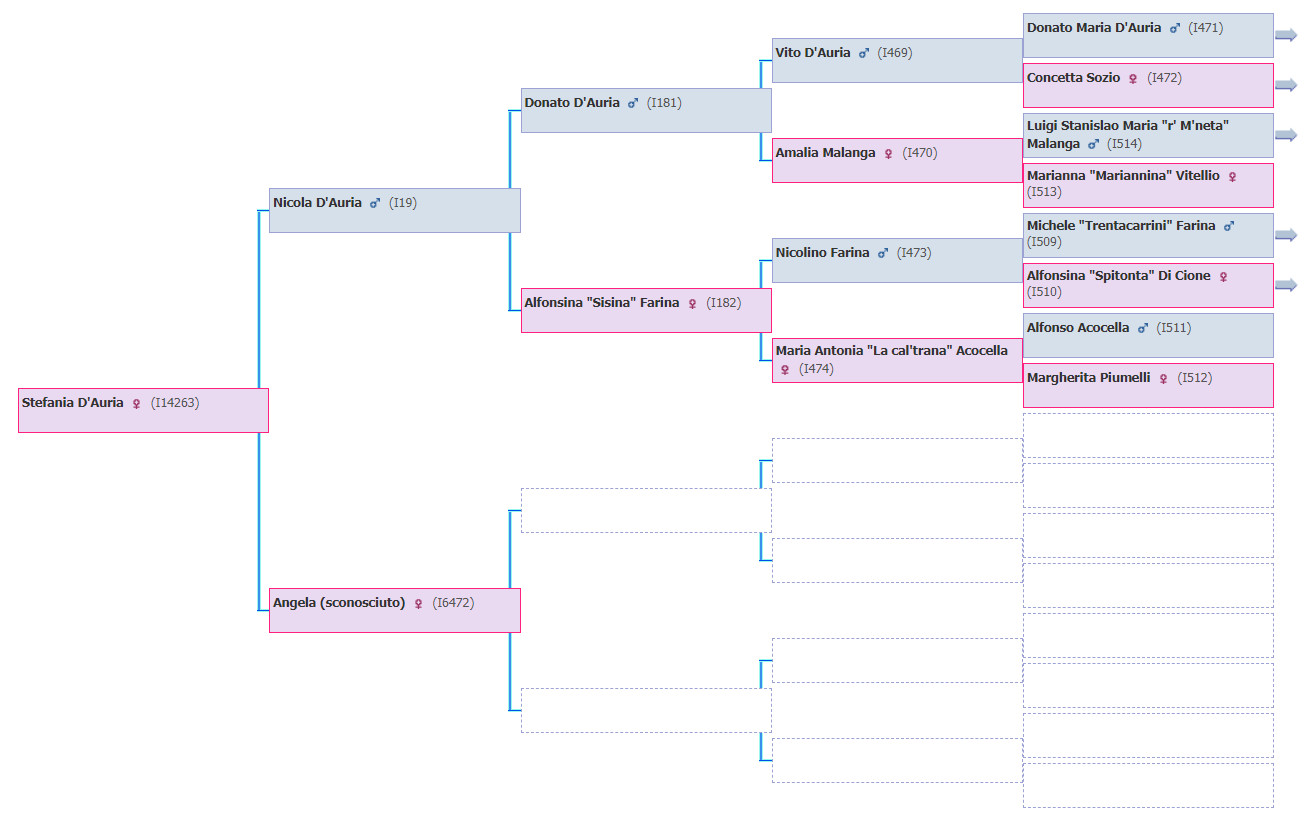 Stefania D'Auria ♀ (I14263)
Nicola D'Auria ♂ (I19)
Angela (sconosciuto) ♀ (I6472)
Donato D'Auria ♂ (I181)
Alfonsina "Sisina" Farina ♀ (I182)
Vito D'Auria ♂ (I469)
Amalia Malanga ♀ (I470)
Nicolino Farina ♂ (I473)
Maria Antonia "La cal'trana" Acocella
♀ (I474)
Donato Maria D'Auria ♂ (I471)
Concetta Sozio ♀ (I472)
Luigi Stanislao Maria "r' M'neta"
Malanga ♂ (I514)
Marianna "Mariannina" Vitellio ♀
(I513)
Michele "Trentacarrini" Farina ♂
(I509)
Alfonsina "Spitonta" Di Cione ♀
(I510)
Alfonso Acocella ♂ (I511)
Margherita Piumelli ♀ (I512)